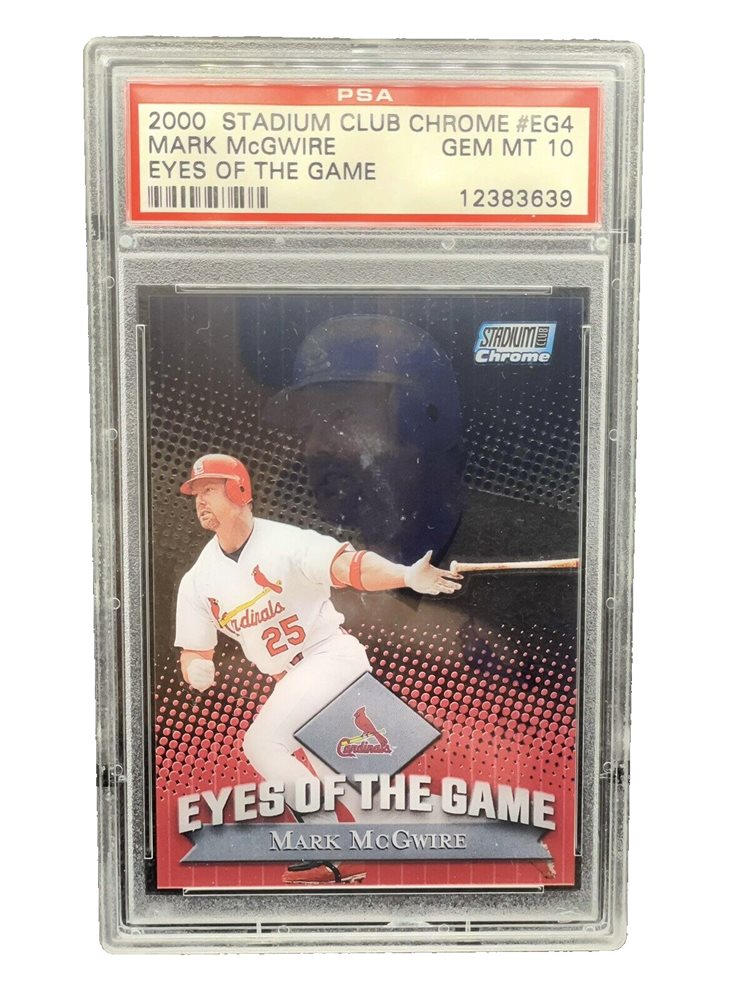 PSA
2000 STADIUM CLUB CHROME #EG4
MARK McGWIRE GEM MT 10
EYES OF THE GAME
12383639
STADIUM CLUB
Chrome
Cardinals
25
Cardinals
EYES OF THE GAME
MARK MCGWIRE